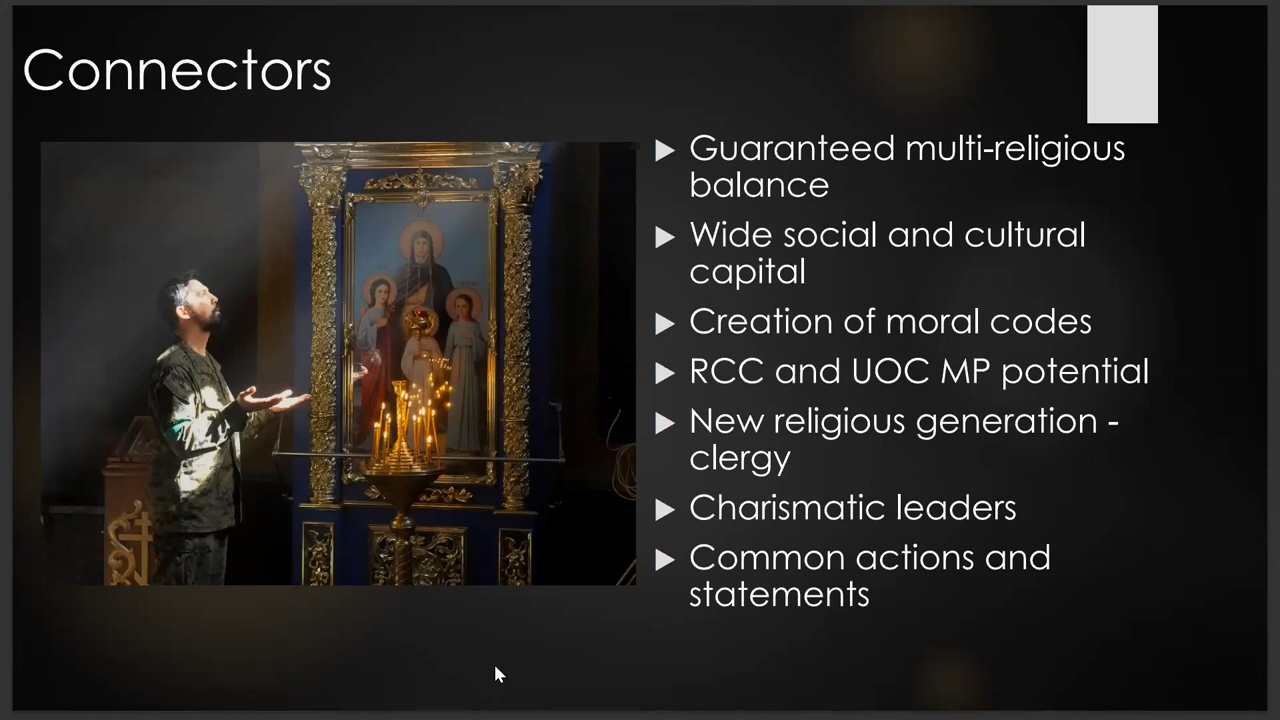 Connectors
Guaranteed multi-religious
balance
Wide social and cultural
capital
Creation of moral codes
RCC and UOC MP potential
New religious generation -
clergy
Charismatic leaders
Common actions and
statements